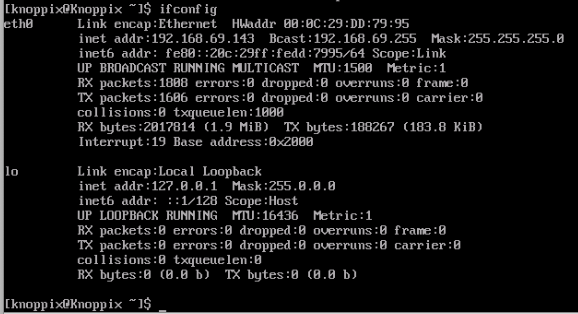 [knoppix@Knoppix ~]$ ifconfig
eth0      Link encap:Ethernet  HWaddr 00:0C:29:DD:79:95
          inet addr:192.168.69.143  Bcast:192.168.69.255  Mask:255.255.255.0
          inet6 addr: fe80::20c:29ff:fedd:7995/64 Scope:Link
          UP BROADCAST RUNNING MULTICAST  MTU:1500  Metric:1
          RX packets:1808 errors:0 dropped:0 overruns:0 frame:0
          TX packets:1606 errors:0 dropped:0 overruns:0 carrier:0
          collisions:0 txqueuelen:1000
          RX bytes:2017814 (1.9 MiB)  TX bytes:188267 (183.8 KiB)
          Interrupt:19 Base address:0x2000

lo        Link encap:Local Loopback
          inet addr:127.0.0.1  Mask:255.0.0.0
          inet6 addr: ::1/128 Scope:Host
          UP LOOPBACK RUNNING  MTU:16436  Metric:1
          RX packets:0 errors:0 dropped:0 overruns:0 frame:0
          TX packets:0 errors:0 dropped:0 overruns:0 carrier:0
          collisions:0 txqueuelen:0
          RX bytes:0 (0.0 b)  TX bytes:0 (0.0 b)

[knoppix@Knoppix ~]$ _